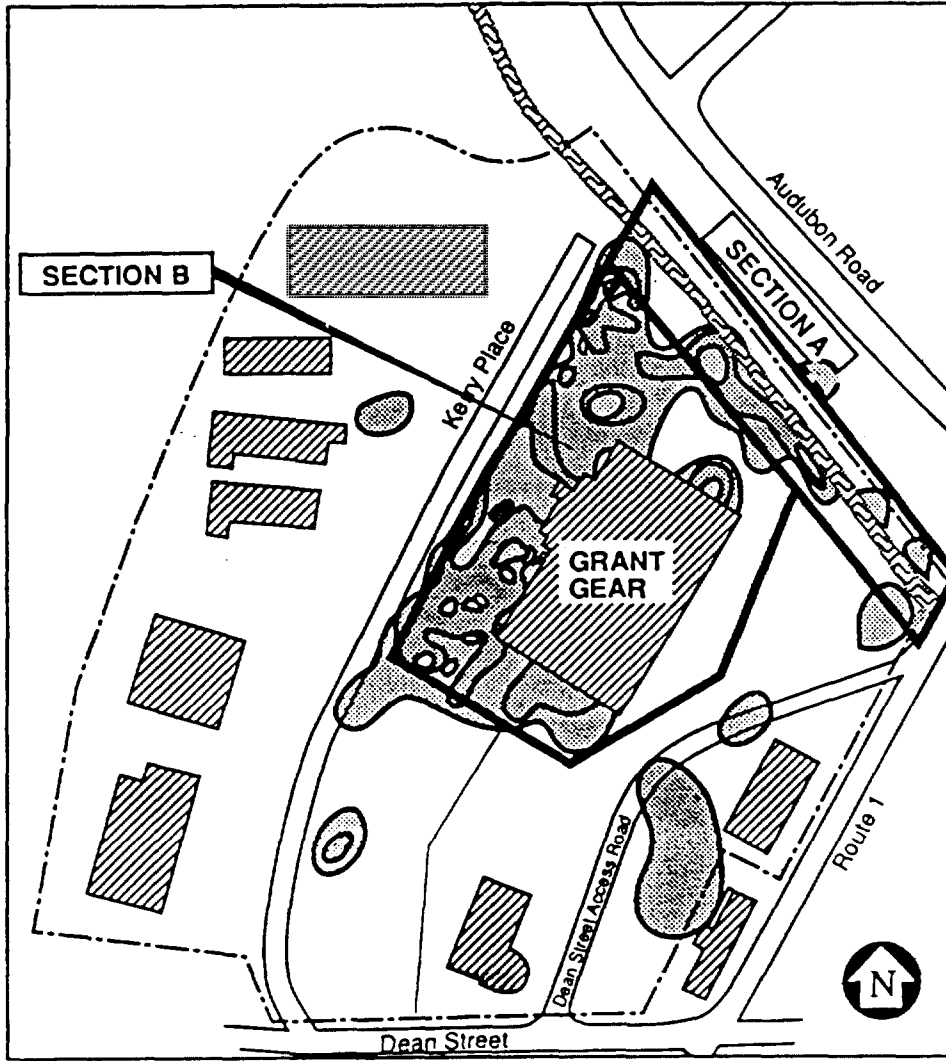 Audubon Road
SECTION A
SECTION B
Kerry Place
GRANT
GEAR
Route 1
Dean Street Access Road
N
Dean Street